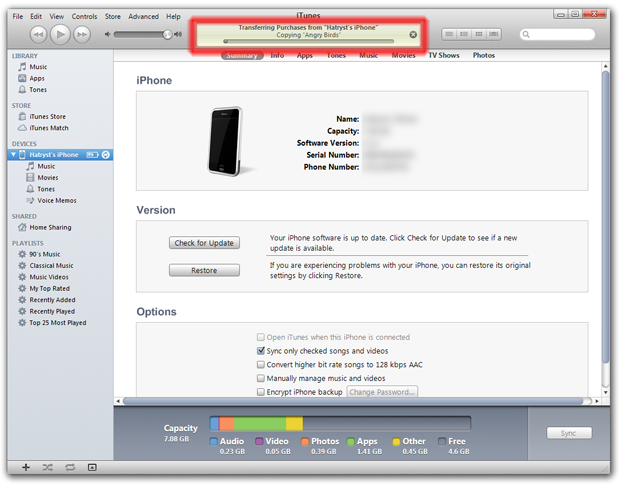 iTunes
File Edit View Controls Store Advanced Help
Transferring Purchases from "Hatryst's iPhone"
Copying "Angry Birds"
Summary Info Apps Tones Music Movies TV Shows Photos
LIBRARY
Music
Apps
Tones
STORE
iTunes Store
iTunes Match
DEVICES
Hatryst's iPhone
Music
Movies
Tones
Voice Memos
SHARED
Home Sharing
PLAYLISTS
90's Music
Classical Music
Music Videos
My Top Rated
Recently Added
Recently Played
Top 25 Most Played
iPhone
Name:
Capacity:
Software Version:
Serial Number:
Phone Number:
Version
Check for Update
Your iPhone software is up to date. Click Check for Update to see if a new
update is available.
Restore
If you are experiencing problems with your iPhone, you can restore its original
settings by clicking Restore.
Options
Open iTunes when this iPhone is connected
Sync only checked songs and videos
Convert higher bit rate songs to 128 kbps AAC
Manually manage music and videos
Encrypt iPhone backup Change Password...
Capacity
7.08 GB
Audio Video Photos Apps Other Free
0.23 GB 0.05 GB 0.39 GB 1.41 GB 0.45 GB 4.6 GB
Sync